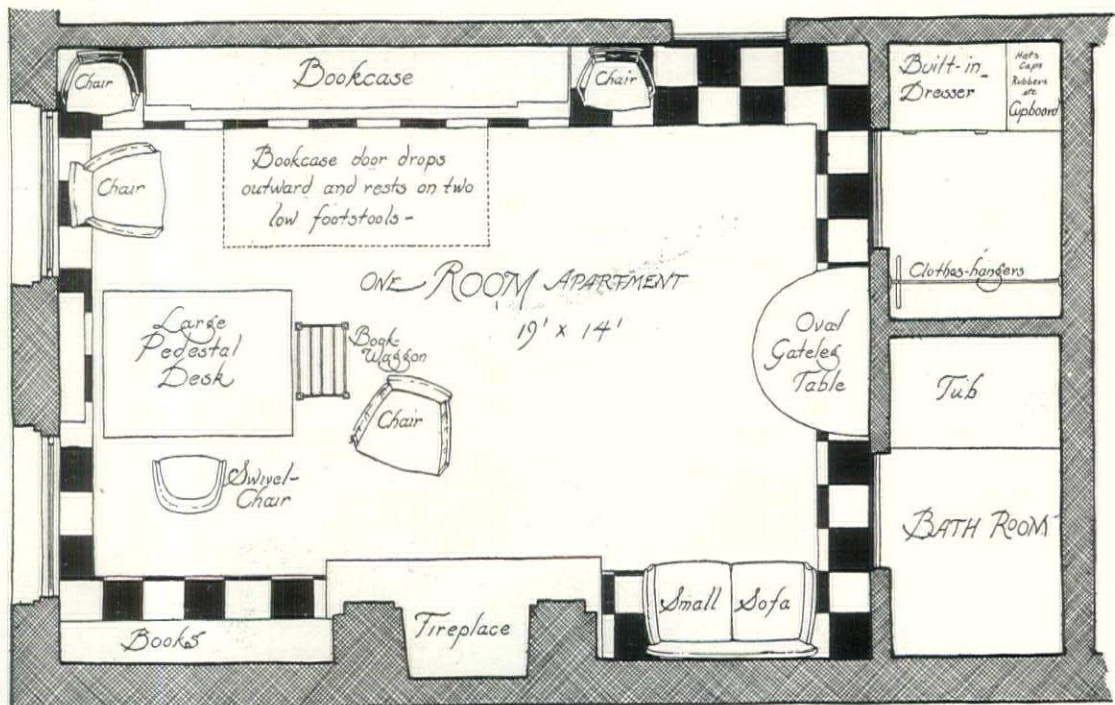 Chair
Bookcase
Chair
Built-in
Dresser
Hats
Caps
Rubbers
etc
Cupboard
Chair
Bookcase door drops
outward and rests on two
low footstools-
ONE ROOM APARTMENT
19' x 14'
Clothes-hangers
Large
Pedestal
Desk
Book-
Waggon
Chair
Oval
Gateleg
Table
Tub
Swivel-
Chair
BATH ROOM
Small Sofa
Fireplace
Books